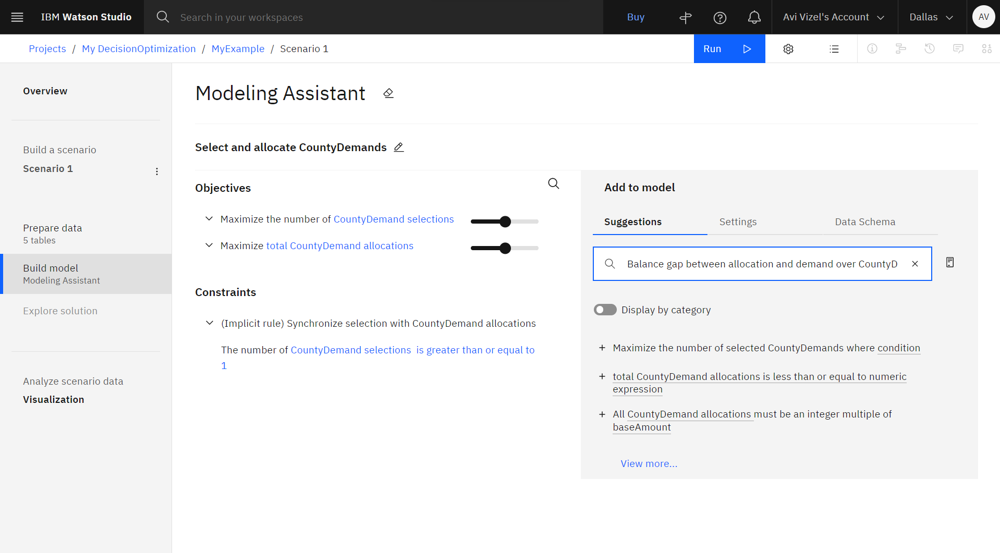 IBM Watson Studio
Search in your workspaces
Buy
Avi Vizel's Account
Dallas
AV
Projects / My DecisionOptimization / MyExample / Scenario 1
Run
Overview
Build a scenario
Scenario 1
Prepare data
5 tables
Build model
Modeling Assistant
Explore solution
Analyze scenario data
Visualization
Modeling Assistant
Select and allocate CountyDemands
Objectives
Maximize the number of CountyDemand selections
Maximize total CountyDemand allocations
Constraints
(Implicit rule) Synchronize selection with CountyDemand allocations
The number of CountyDemand selections is greater than or equal to
1
Add to model
Suggestions
Settings
Data Schema
Balance gap between allocation and demand over CountyD
Display by category
+ Maximize the number of selected CountyDemands where condition
+ total CountyDemand allocations is less than or equal to numeric
expression
+ All CountyDemand allocations must be an integer multiple of
baseAmount
View more...